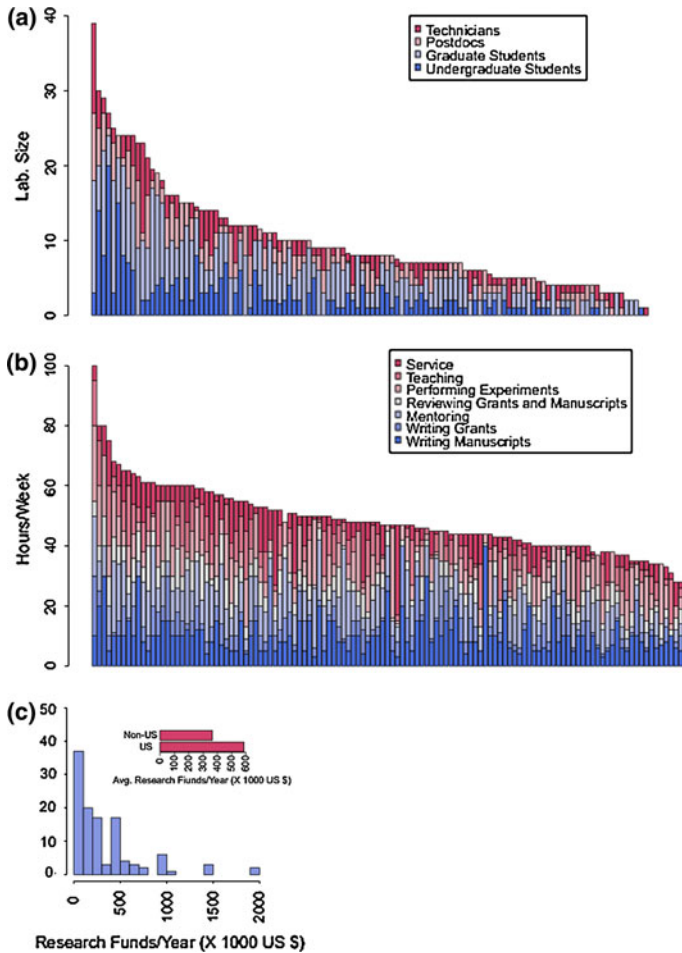 (a)
40
30
20
10
0
Lab. Size
Technicians
Postdocs
Graduate Students
Undergraduate Students
(b)
100
80
60
40
20
0
Hours/Week
Service
Teaching
Performing Experiments
Reviewing Grants and Manuscripts
Mentoring
Writing Grants
Writing Manuscripts
(c)
50
40
30
20
10
0
Non-US
US
0 100 200 300 400 500 600
Avg. Research Fiunds/Year (X 1000 US $)
0 500 1000 1500 2000
Research Funds/Year (X 1000 US $)